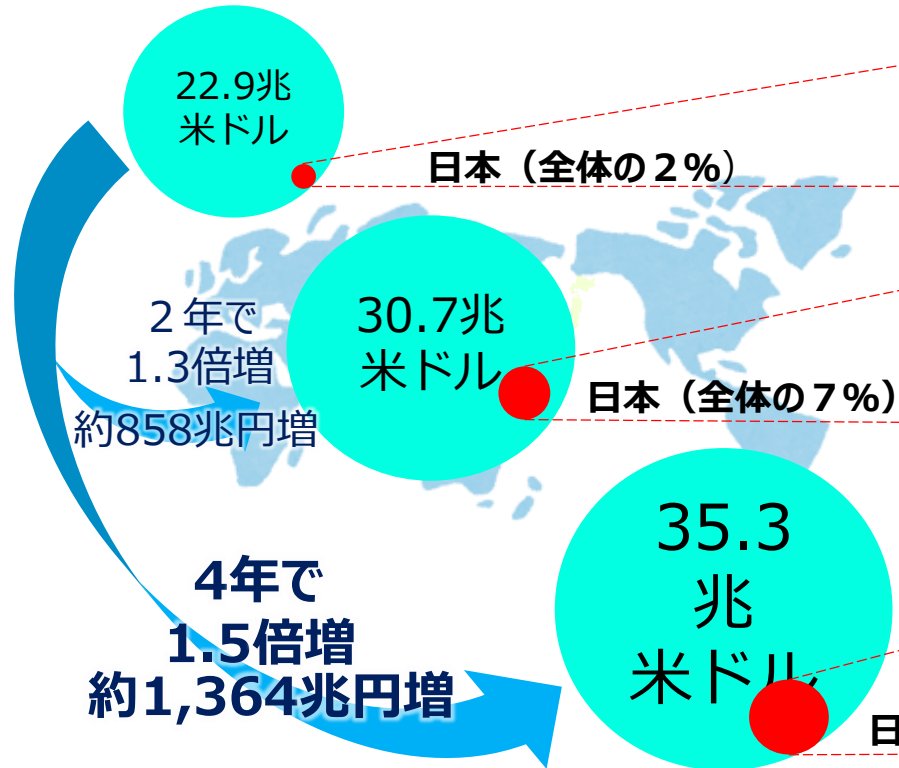 22.9兆
米ドル
日本（全体の２%）
２年で
1.3倍増
約858兆円増
30.7兆
米ドル
日本（全体の７%）
35.3
兆
米ドル
４年で
1.5倍増
約1,364兆円増
日